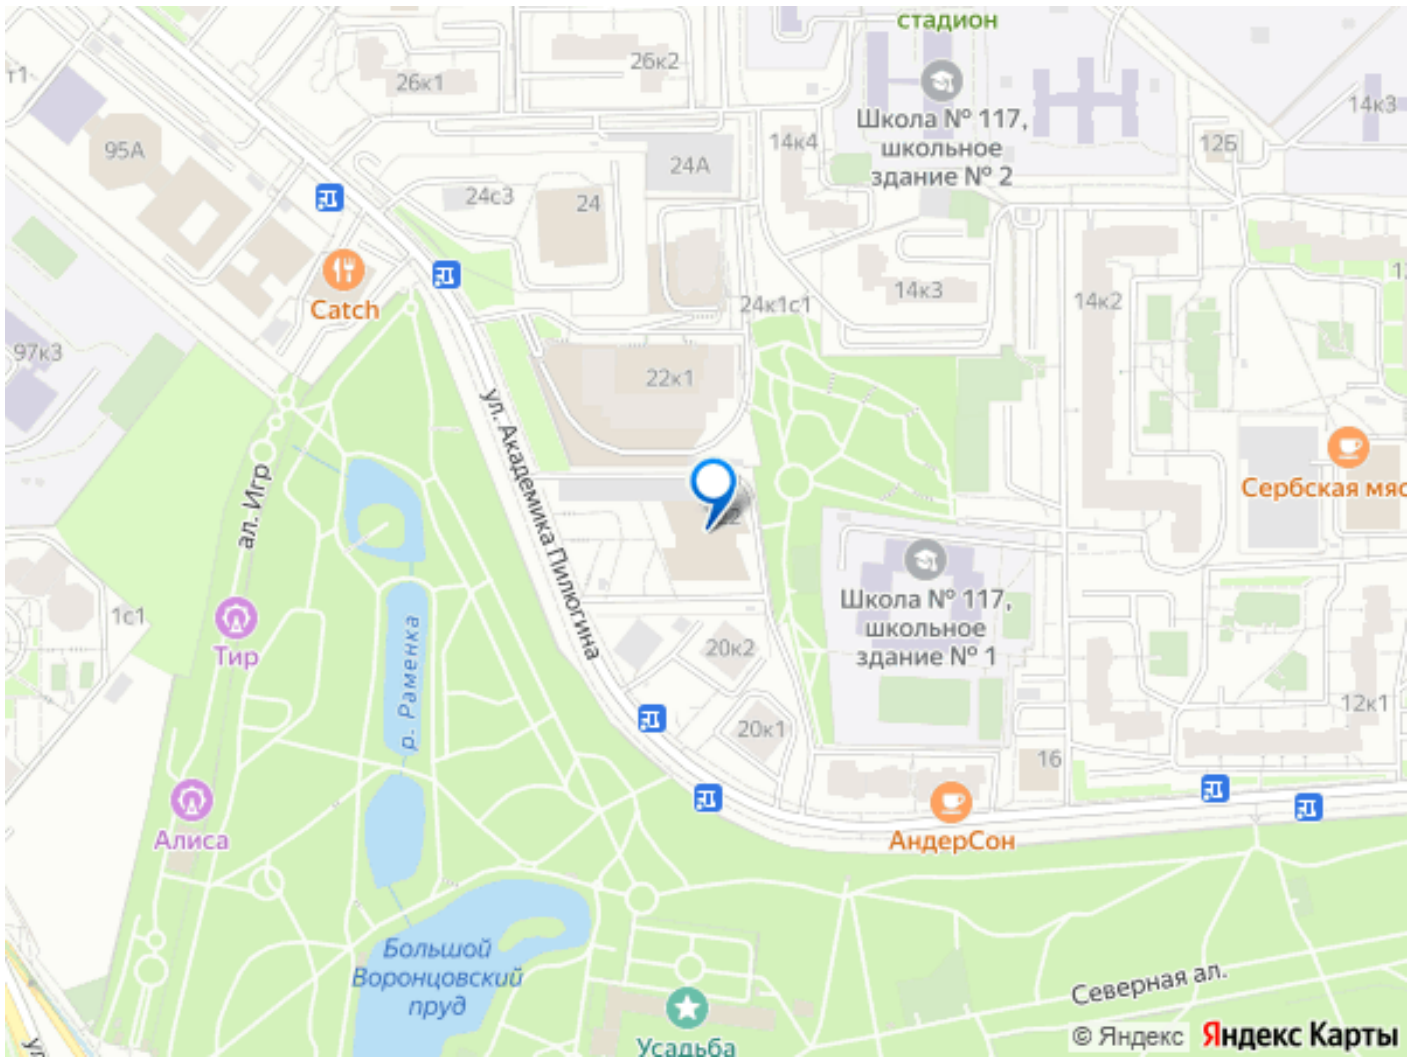 стадион
26к2
26к1
т1
14к3
Школа № 117,
школьное
здание № 2
14к4
12Б
95А
24А
24с3
24
Catch
24к1с1
14к3
14к2
97к3
22к1
ул. Академика Пилюгина
ал. Игр
Сербская мяс
Школа № 117,
школьное
здание № 1
1с1
Тир
р. Раменка
20к2
20к1
12к1
16
Алиса
АндерСон
Большой
Воронцовский
пруд
Северная ал.
Усадьба
© Яндекс Яндекс Карты